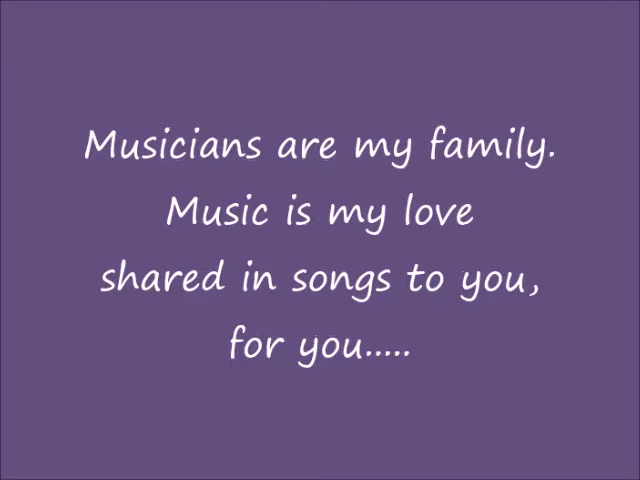 Musicians are my family.
Music is my love
shared in songs to you,
for you.....